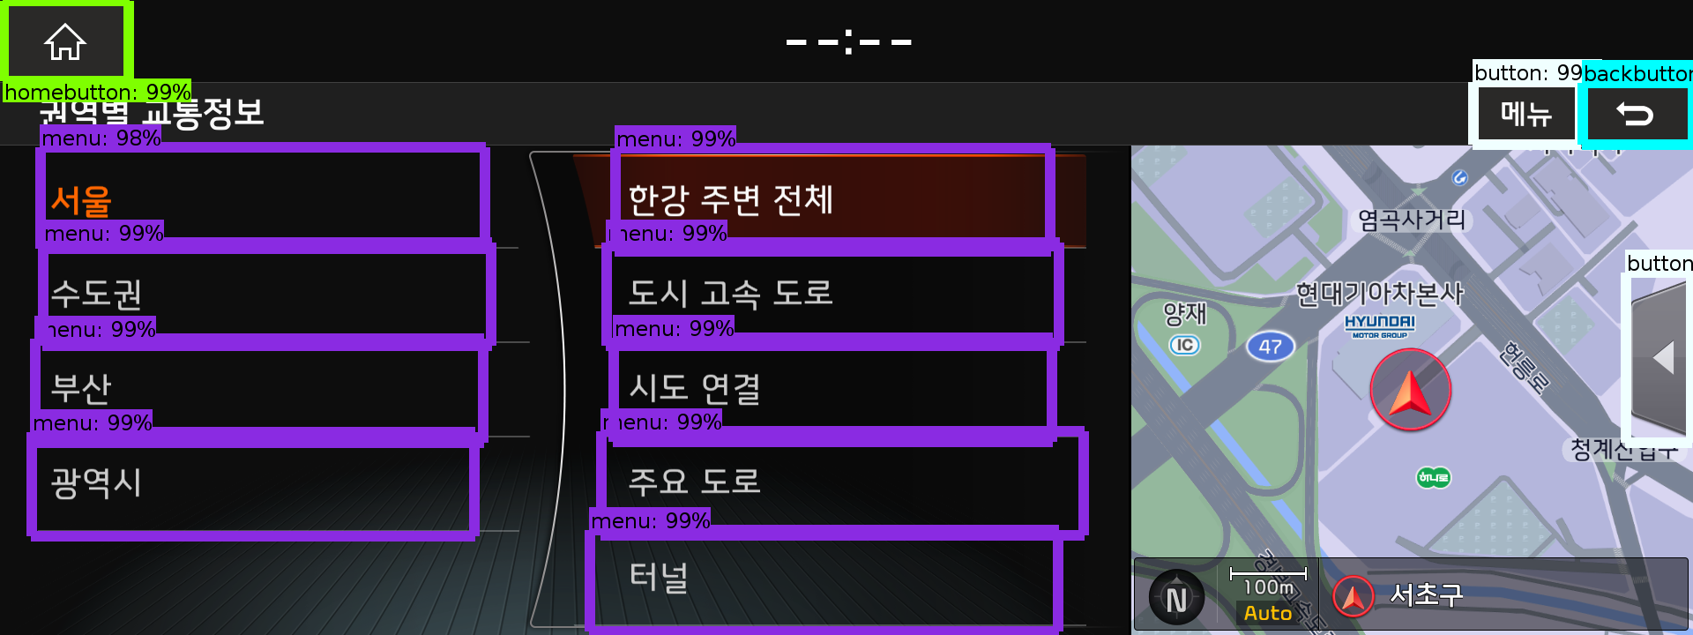 --:--
homebutton: 99%
권역별 교통정보
button: 99
backbutton
메뉴
menu: 98%
서울
menu: 99%
수도권
menu: 99%
부산
menu: 99%
광역시
menu: 99%
한강 주변 전체
menu: 99%
도시 고속 도로
menu: 99%
시도 연결
menu: 99%
주요 도로
menu: 99%
터널
염곡사거리
button
현대기아차본사
HYUNDAI
MOTOR GROUP
양재
IC
47
헌릉로
청계산입구
하나로
N
100m
Auto
서초구